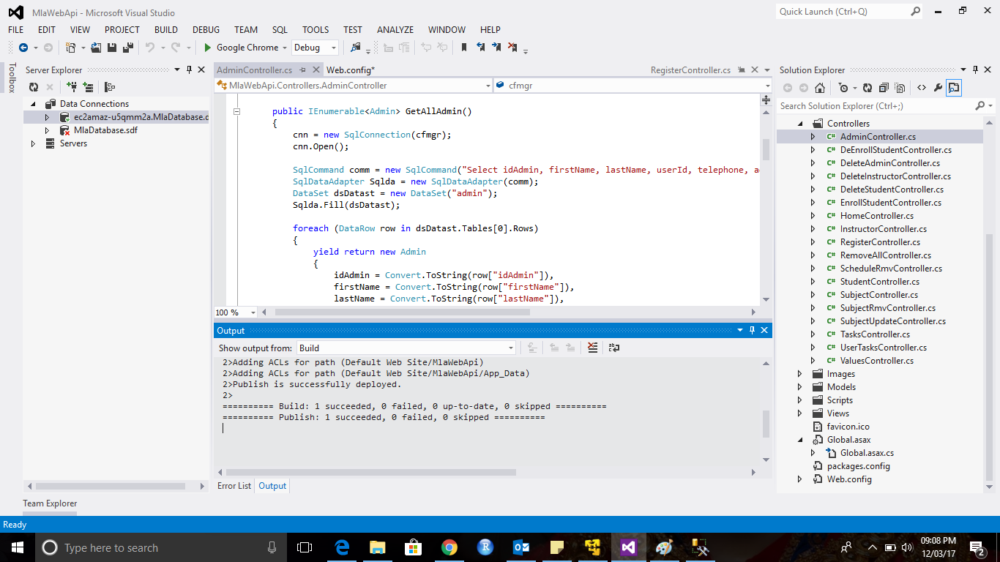 MlaWebApi - Microsoft Visual Studio
Quick Launch (Ctrl+Q)
FILE EDIT VIEW PROJECT BUILD DEBUG TEAM SQL TOOLS TEST ANALYZE WINDOW HELP
Google Chrome Debug
Toolbox
Server Explorer
Data Connections
ec2amaz-u5qmm2a.MlaDatabase.d
MlaDatabase.sdf
Servers
Team Explorer
AdminController.cs Web.config* RegisterController.cs
MlaWebApi.Controllers.AdminController cfmgr
public IEnumerable<Admin> GetAllAdmin()
{
cnn = new SqlConnection(cfmgr);
cnn.Open();
SqlCommand comm = new SqlCommand("Select idAdmin, firstName, lastName, userId, telephone, a
SqlDataAdapter Sqlda = new SqlDataAdapter(comm);
DataSet dsDatast = new DataSet("admin");
Sqlda.Fill(dsDatast);
foreach (DataRow row in dsDatast.Tables[0].Rows)
{
yield return new Admin
{
idAdmin = Convert.ToString(row["idAdmin"]),
firstName = Convert.ToString(row["firstName"]),
lastName = Convert.ToString(row["lastName"]),
100 %
Output
Show output from: Build
2>Adding ACLs for path (Default Web Site/MlaWebApi)
2>Adding ACLs for path (Default Web Site/MlaWebApi/App_Data)
2>Publish is successfully deployed.
2>
========== Build: 1 succeeded, 0 failed, 0 up-to-date, 0 skipped ==========
========== Publish: 1 succeeded, 0 failed, 0 skipped ==========
Error List Output
Solution Explorer
Search Solution Explorer (Ctrl+;)
Controllers
C# AdminController.cs
C# DeEnrollStudentController.cs
C# DeleteAdminController.cs
C# DeleteInstructorController.cs
C# DeleteStudentController.cs
C# EnrollStudentController.cs
C# HomeController.cs
C# InstructorController.cs
C# RegisterController.cs
C# RemoveAllController.cs
C# ScheduleRmvController.cs
C# StudentController.cs
C# SubjectController.cs
C# SubjectRmvController.cs
C# SubjectUpdateController.cs
C# TasksController.cs
C# UserTasksController.cs
C# ValuesController.cs
Images
Models
Scripts
Views
favicon.ico
Global.asax
Global.asax.cs
packages.config
Web.config
Ready
Type here to search
09:08 PM
12/03/17
2